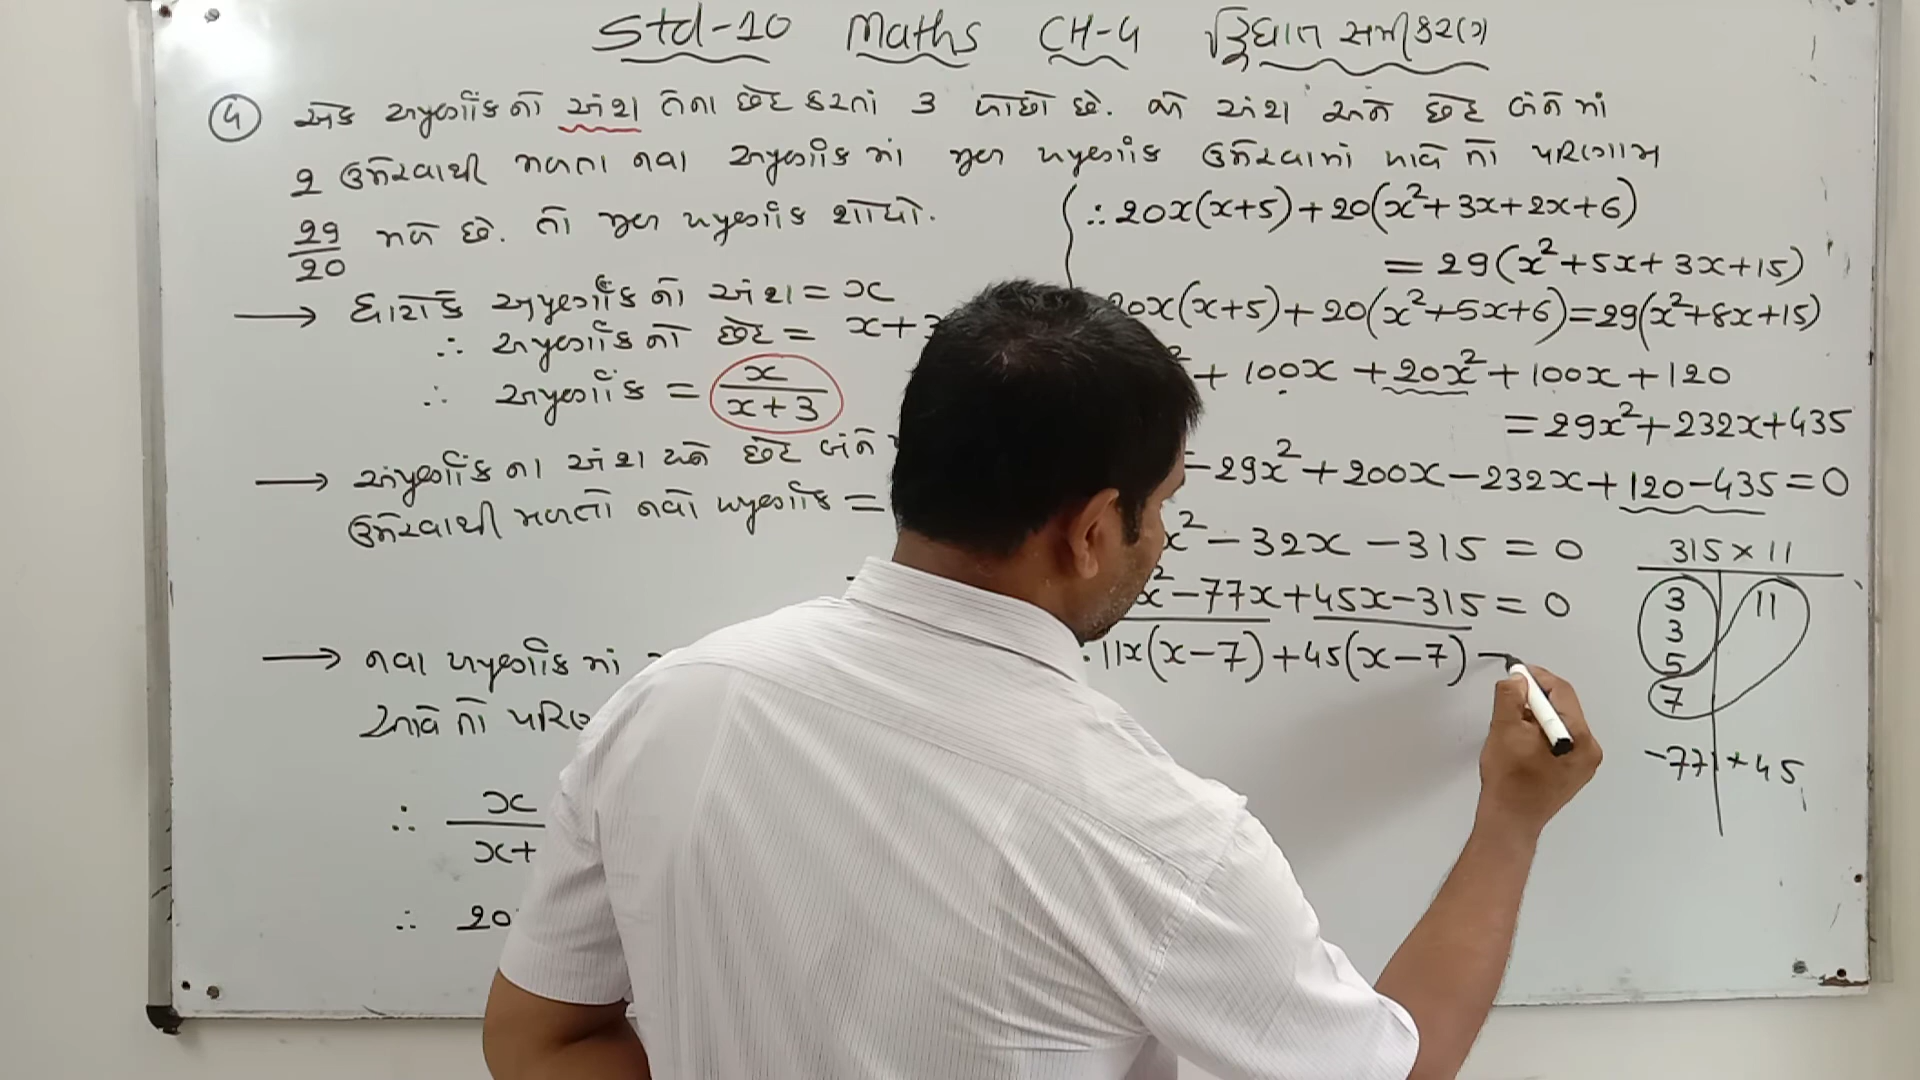 Std-10 Maths CH-4 દ્વિઘાત સમીકરણ
④ એક અપૂર્ણાંકનો અંશ તેના છેદ કરતાં 3 ઓછો છે. જો અંશ અને છેદ બંનેમાં
2 ઉમેરવાથી મળતા નવા અપૂર્ણાંકમાં મૂળ અપૂર્ણાંક ઉમેરવામાં આવે તો પરિણામ
29/20 મળે છે. તો મૂળ અપૂર્ણાંક શોધો.
→ ધારોકે અપૂર્ણાંકનો અંશ = x
∴ અપૂર્ણાંકનો છેદ = x+3
∴ અપૂર્ણાંક = x/(x+3)
→ અપૂર્ણાંકના અંશ અને છેદ બંને
ઉમેરવાથી મળતો નવો અપૂર્ણાંક =
→ નવા અપૂર્ણાંકમાં
આવે તો
∴ x/x+
∴ 20
∴ 20x(x+5)+20(x²+3x+2x+6)
= 29(x²+5x+3x+15)
20x(x+5)+20(x²+5x+6)=29(x²+8x+15)
+ 100x + 20x² + 100x + 120
= 29x²+232x+435
-29x²+200x-232x+120-435=0
x² - 32x - 315 = 0
x² -77x+45x-315 = 0
11x(x-7)+45(x-7)
315 × 11
3 11
3
5
7
-77 +45